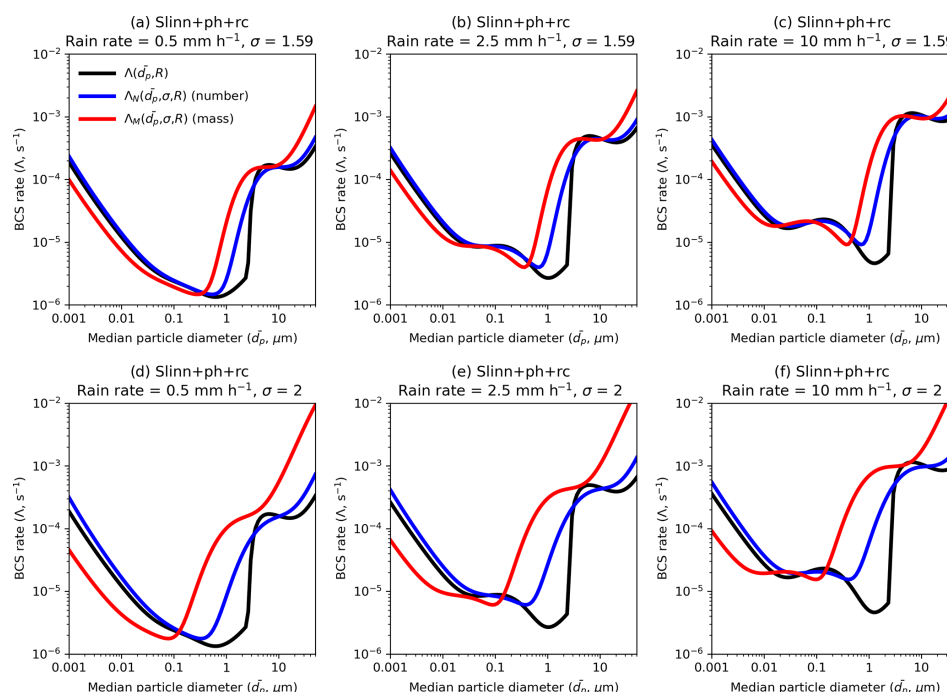 (a) Slinn+ph+rc
Rain rate = 0.5 mm h⁻¹, σ = 1.59
10⁻²
10⁻³
10⁻⁴
10⁻⁵
10⁻⁶
BCS rate (Λ, s⁻¹)
Λ(d̄ₚ,R)
Λ_N(d̄ₚ,σ,R) (number)
Λ_M(d̄ₚ,σ,R) (mass)
0.001 0.01 0.1 1 10
Median particle diameter (d̄ₚ, μm)
(b) Slinn+ph+rc
Rain rate = 2.5 mm h⁻¹, σ = 1.59
10⁻²
10⁻³
10⁻⁴
10⁻⁵
10⁻⁶
BCS rate (Λ, s⁻¹)
0.001 0.01 0.1 1 10
Median particle diameter (d̄ₚ, μm)
(c) Slinn+ph+rc
Rain rate = 10 mm h⁻¹, σ = 1.59
10⁻²
10⁻³
10⁻⁴
10⁻⁵
10⁻⁶
BCS rate (Λ, s⁻¹)
0.001 0.01 0.1 1 10
Median particle diameter (d̄ₚ, μm)
(d) Slinn+ph+rc
Rain rate = 0.5 mm h⁻¹, σ = 2
10⁻²
10⁻³
10⁻⁴
10⁻⁵
10⁻⁶
BCS rate (Λ, s⁻¹)
0.001 0.01 0.1 1 10
Median particle diameter (d̄ₚ, μm)
(e) Slinn+ph+rc
Rain rate = 2.5 mm h⁻¹, σ = 2
10⁻²
10⁻³
10⁻⁴
10⁻⁵
10⁻⁶
BCS rate (Λ, s⁻¹)
0.001 0.01 0.1 1 10
Median particle diameter (d̄ₚ, μm)
(f) Slinn+ph+rc
Rain rate = 10 mm h⁻¹, σ = 2
10⁻²
10⁻³
10⁻⁴
10⁻⁵
10⁻⁶
BCS rate (Λ, s⁻¹)
0.001 0.01 0.1 1 10
Median particle diameter (d̄ₚ, μm)